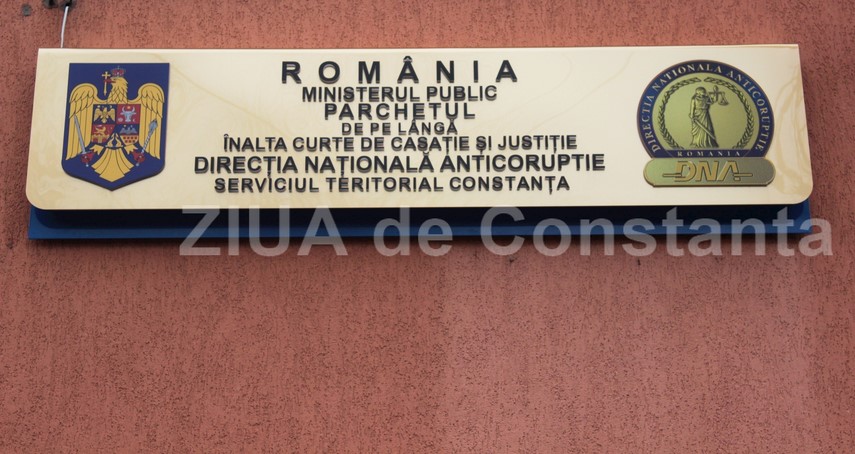 ROMÂNIA
MINISTERUL PUBLIC
PARCHETUL
DE PE LÂNGĂ
ÎNALTA CURTE DE CASAȚIE ȘI JUSTIȚIE
DIRECȚIA NAȚIONALĂ ANTICORUPTIE
SERVICIUL TERITORIAL CONSTANȚA
DIRECTIA NATIONALA ANTICORUPTIE
ROMANIA
DNA
ZIUA de Constanta